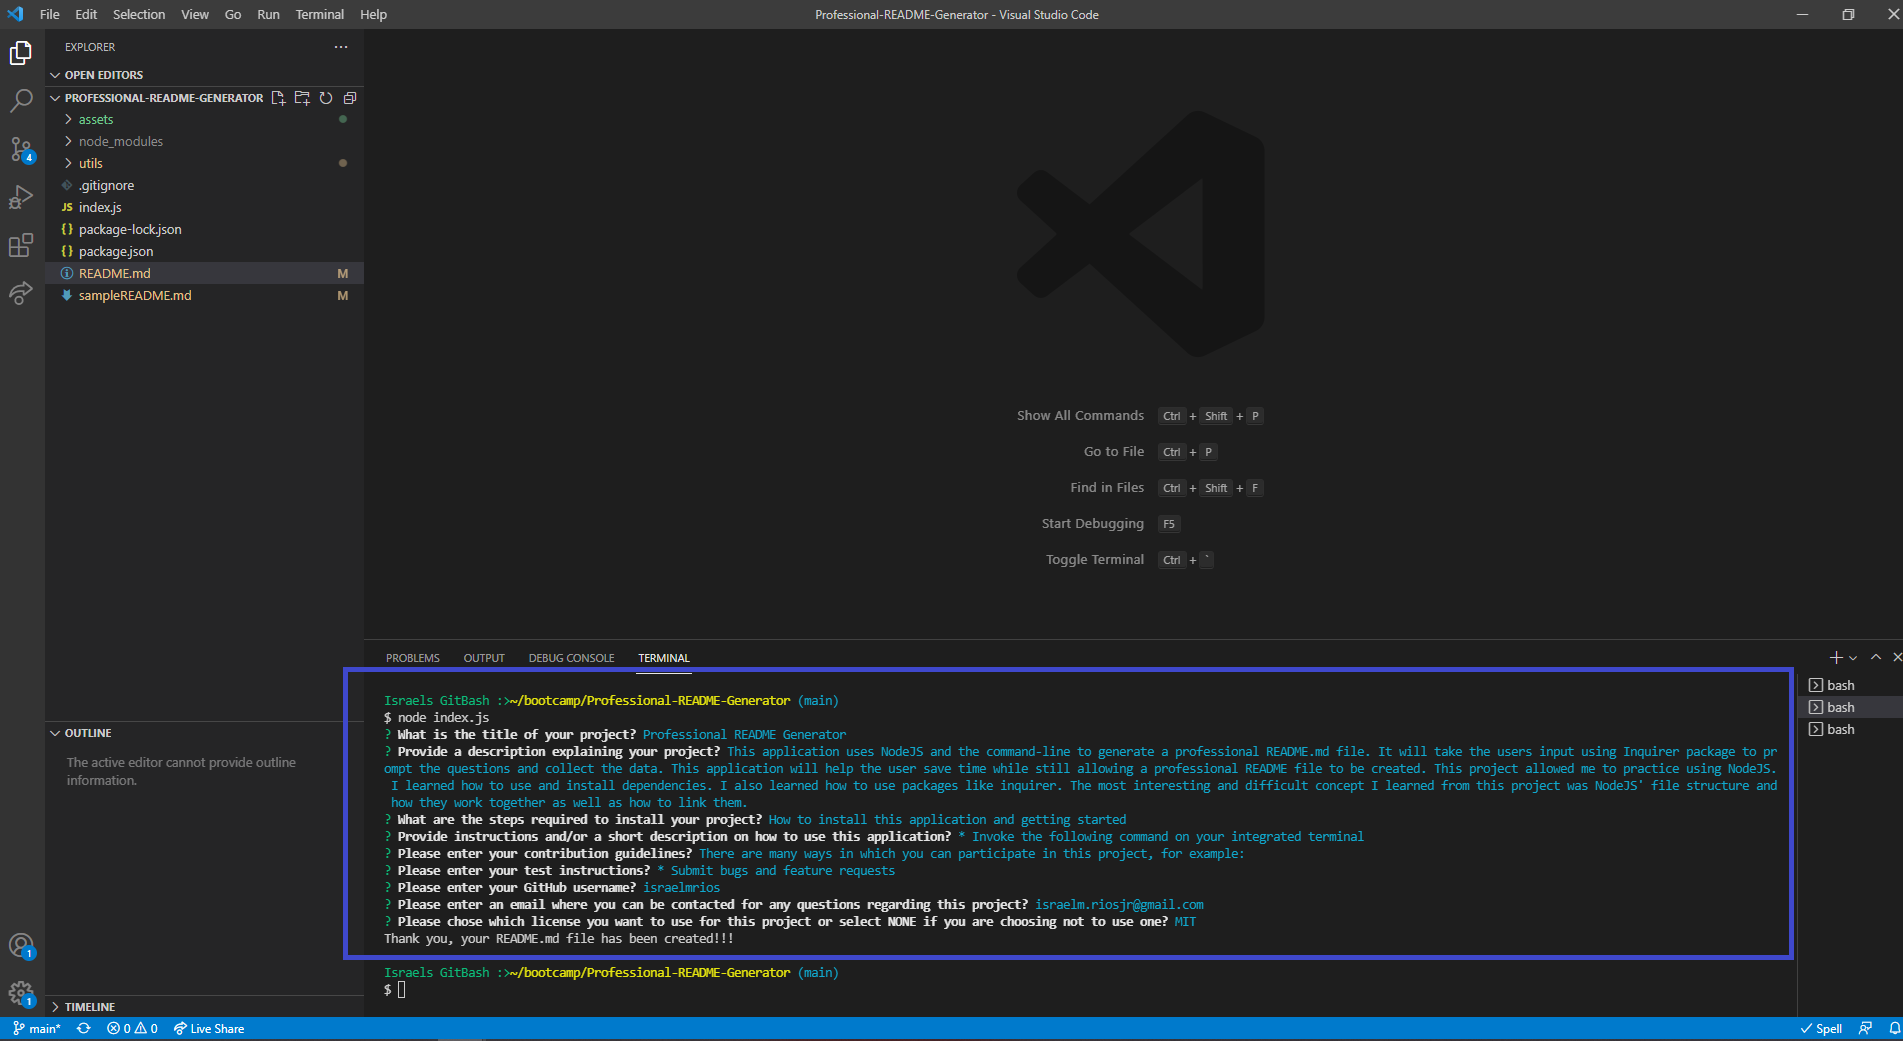 File Edit Selection View Go Run Terminal Help
Professional-README-Generator - Visual Studio Code
EXPLORER
OPEN EDITORS
PROFESSIONAL-README-GENERATOR
assets
node_modules
utils
.gitignore
JS index.js
{} package-lock.json
{} package.json
README.md M
sampleREADME.md M
4
Show All Commands Ctrl + Shift + P
Go to File Ctrl + P
Find in Files Ctrl + Shift + F
Start Debugging F5
Toggle Terminal Ctrl + `
OUTLINE
The active editor cannot provide outline
information.
TIMELINE
1
1
PROBLEMS OUTPUT DEBUG CONSOLE TERMINAL
Israels GitBash :>~/bootcamp/Professional-README-Generator (main)
$ node index.js
? What is the title of your project? Professional README Generator
? Provide a description explaining your project? This application uses NodeJS and the command-line to generate a professional README.md file. It will take the users input using Inquirer package to pr
ompt the questions and collect the data. This application will help the user save time while still allowing a professional README file to be created. This project allowed me to practice using NodeJS.
I learned how to use and install dependencies. I also learned how to use packages like inquirer. The most interesting and difficult concept I learned from this project was NodeJS' file structure and
how they work together as well as how to link them.
? What are the steps required to install your project? How to install this application and getting started
? Provide instructions and/or a short description on how to use this application? * Invoke the following command on your integrated terminal
? Please enter your contribution guidelines? There are many ways in which you can participate in this project, for example:
? Please enter your test instructions? * Submit bugs and feature requests
? Please enter your GitHub username? israelmrios
? Please enter an email where you can be contacted for any questions regarding this project? israelm.riosjr@gmail.com
? Please chose which license you want to use for this project or select NONE if you are choosing not to use one? MIT
Thank you, your README.md file has been created!!!
Israels GitBash :>~/bootcamp/Professional-README-Generator (main)
$
bash
bash
bash
main* 0 0 Live Share
Spell